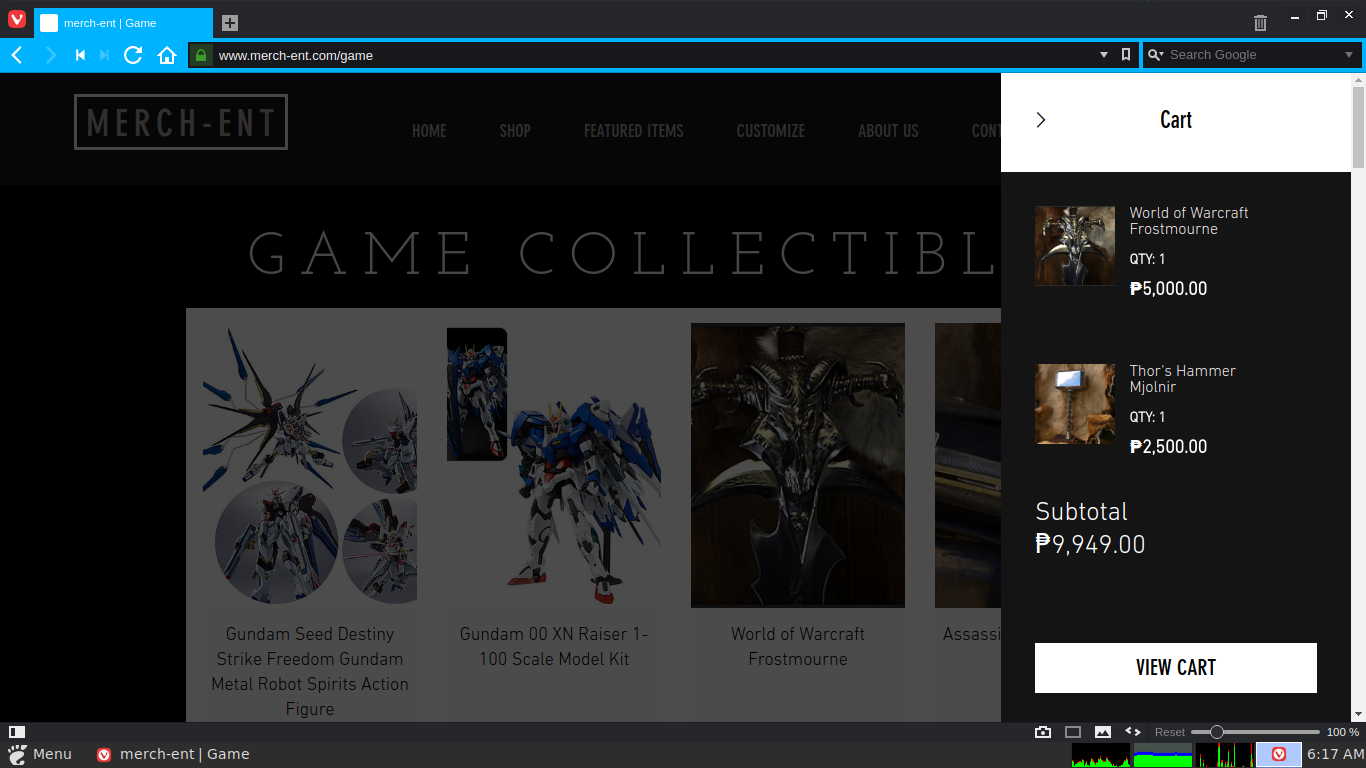 merch-ent | Game
www.merch-ent.com/game
Search Google
MERCH-ENT
HOME
SHOP
FEATURED ITEMS
CUSTOMIZE
ABOUT US
CONT
Cart
GAME COLLECTIBL
World of Warcraft
Frostmourne
QTY: 1
₱5,000.00
Thor's Hammer
Mjolnir
QTY: 1
₱2,500.00
Subtotal
₱9,949.00
VIEW CART
Gundam Seed Destiny
Strike Freedom Gundam
Metal Robot Spirits Action
Figure
Gundam 00 XN Raiser 1-
100 Scale Model Kit
World of Warcraft
Frostmourne
Assassi
Reset
100 %
Menu
merch-ent | Game
6:17 AM